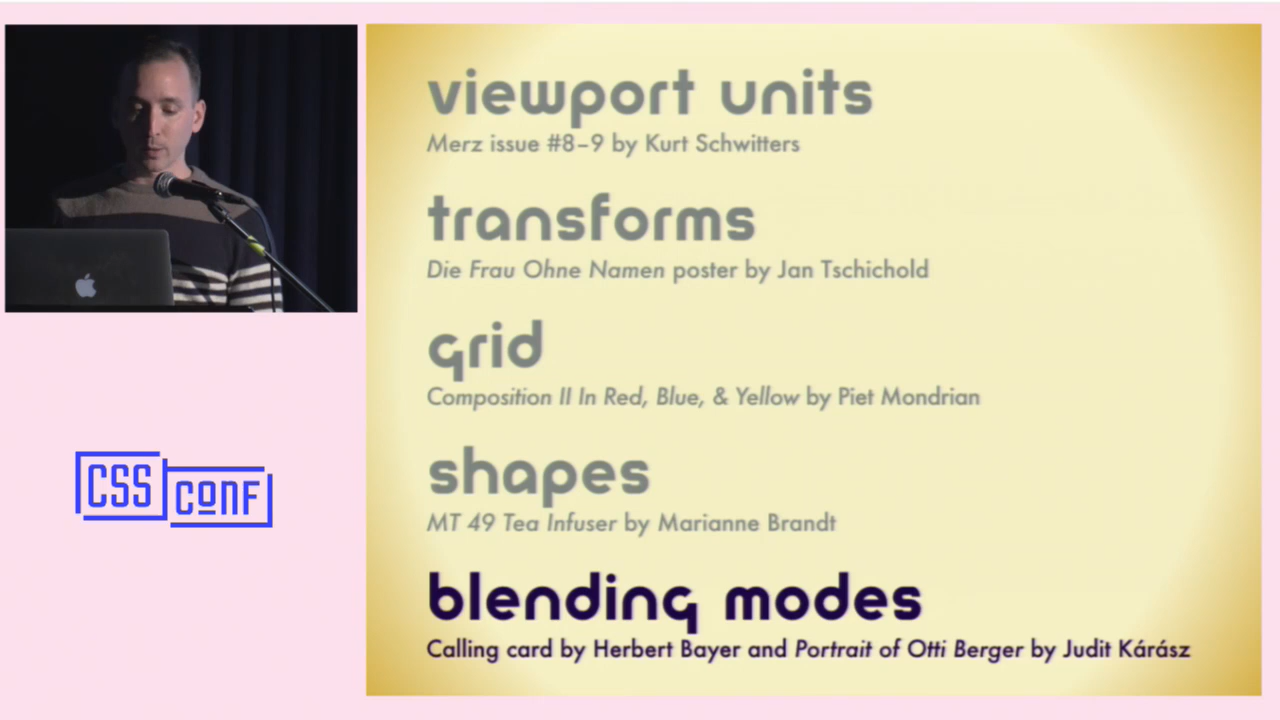 viewport units
Merz issue #8–9 by Kurt Schwitters
transforms
Die Frau Ohne Namen poster by Jan Tschichold
grid
Composition II In Red, Blue, & Yellow by Piet Mondrian
shapes
MT 49 Tea Infuser by Marianne Brandt
blending modes
Calling card by Herbert Bayer and Portrait of Otti Berger by Judit Kárász
CSS
CONF